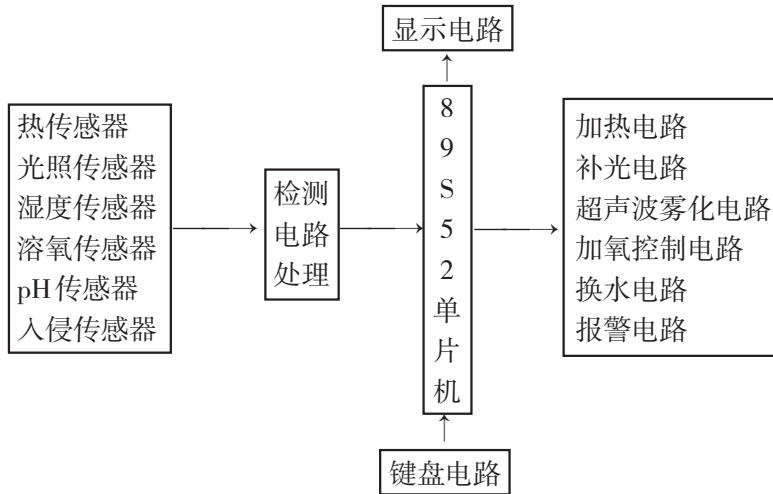 显示电路
热传感器
光照传感器
湿度传感器
溶氧传感器
pH传感器
入侵传感器
检测
电路
处理
8
9
S
5
2
单
片
机
加热电路
补光电路
超声波雾化电路
加氧控制电路
换水电路
报警电路
键盘电路